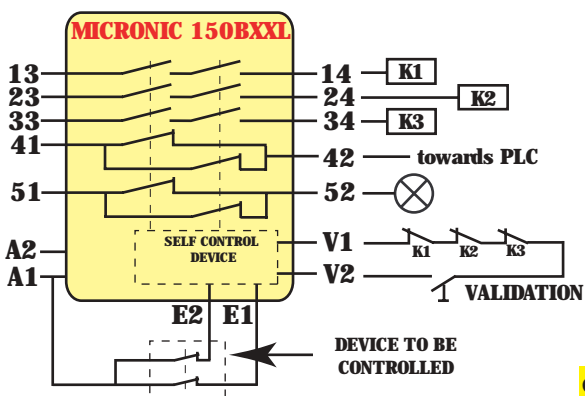 MICRONIC 150BXXL
13 14 K1
23 24 K2
33 34 K3
41
42 towards PLC
51 52
SELF CONTROL
DEVICE
V1 K1 K2 K3
A2
A1 V2 VALIDATION
E2 E1
DEVICE TO BE
CONTROLLED